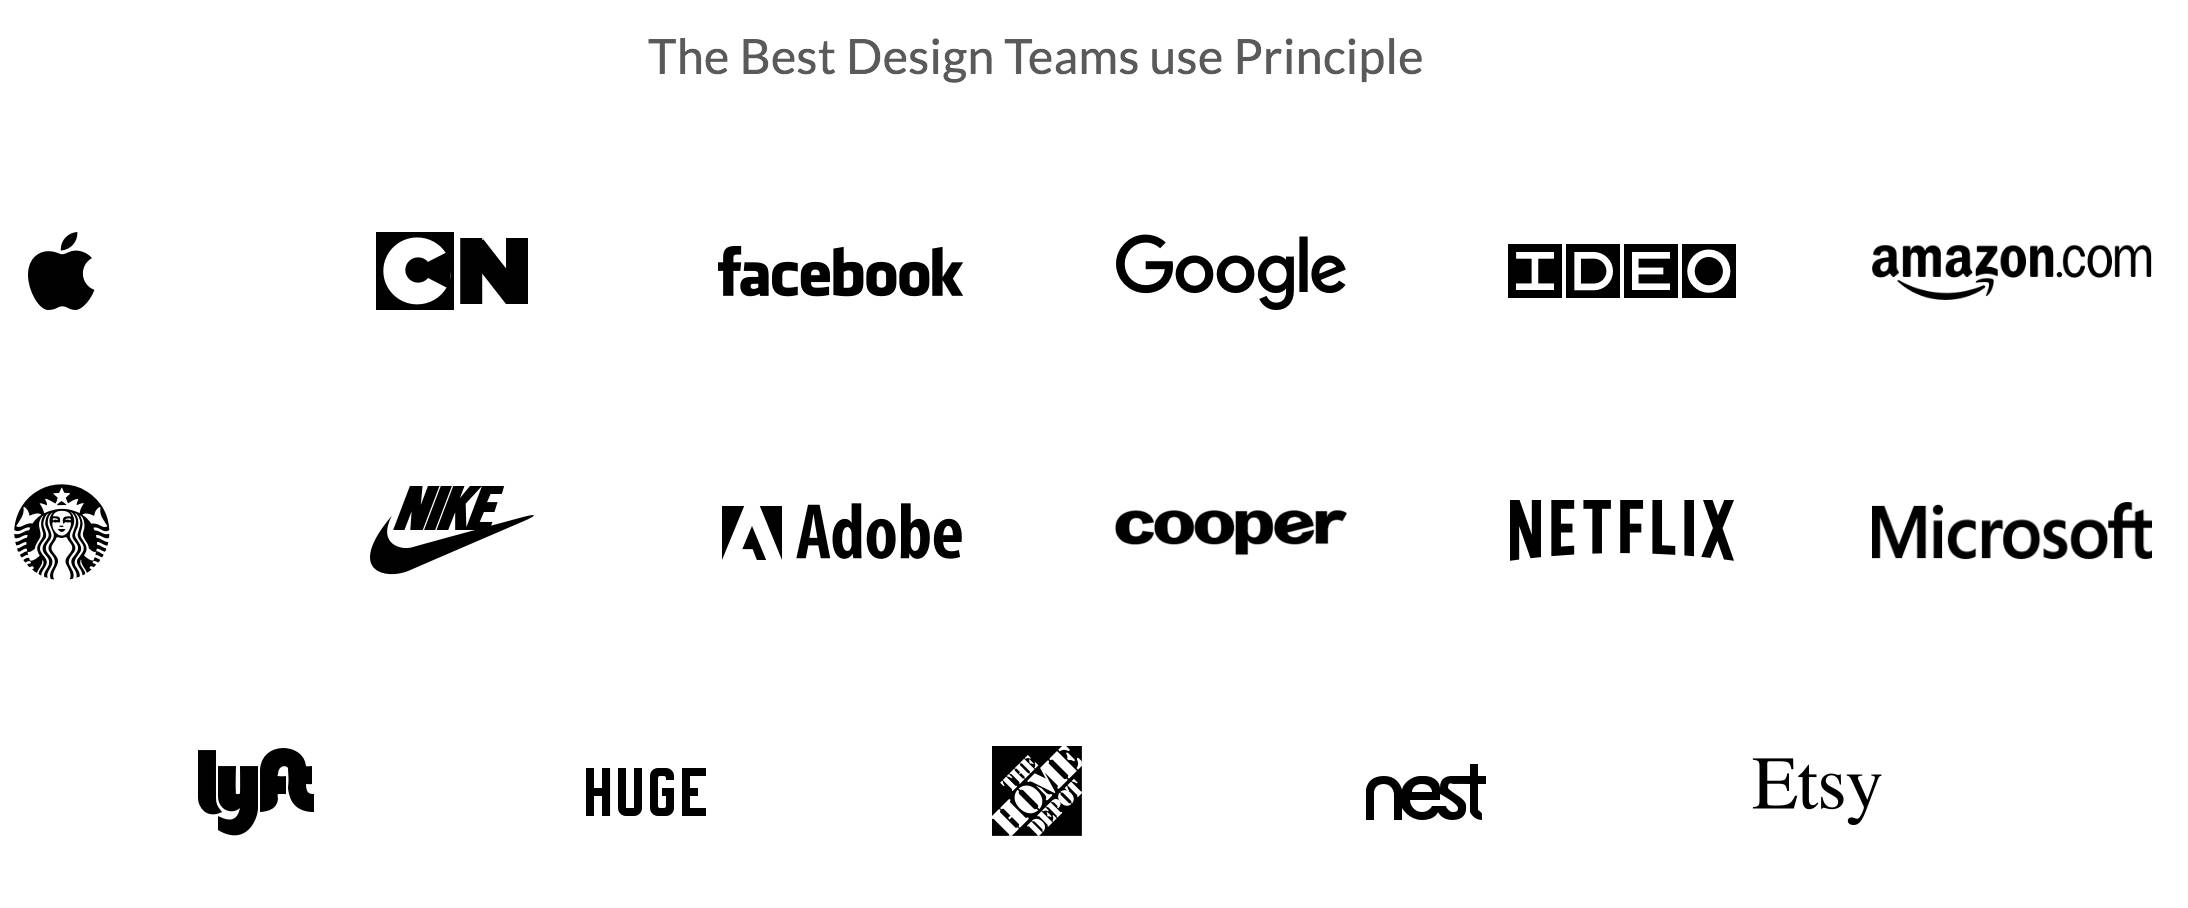 The Best Design Teams use Principle
CN
facebook
Google
IDEO
amazon.com
NIKE
Adobe
cooper
NETFLIX
Microsoft
lyft
HUGE
THE
HOME
DEPOT
nest
Etsy